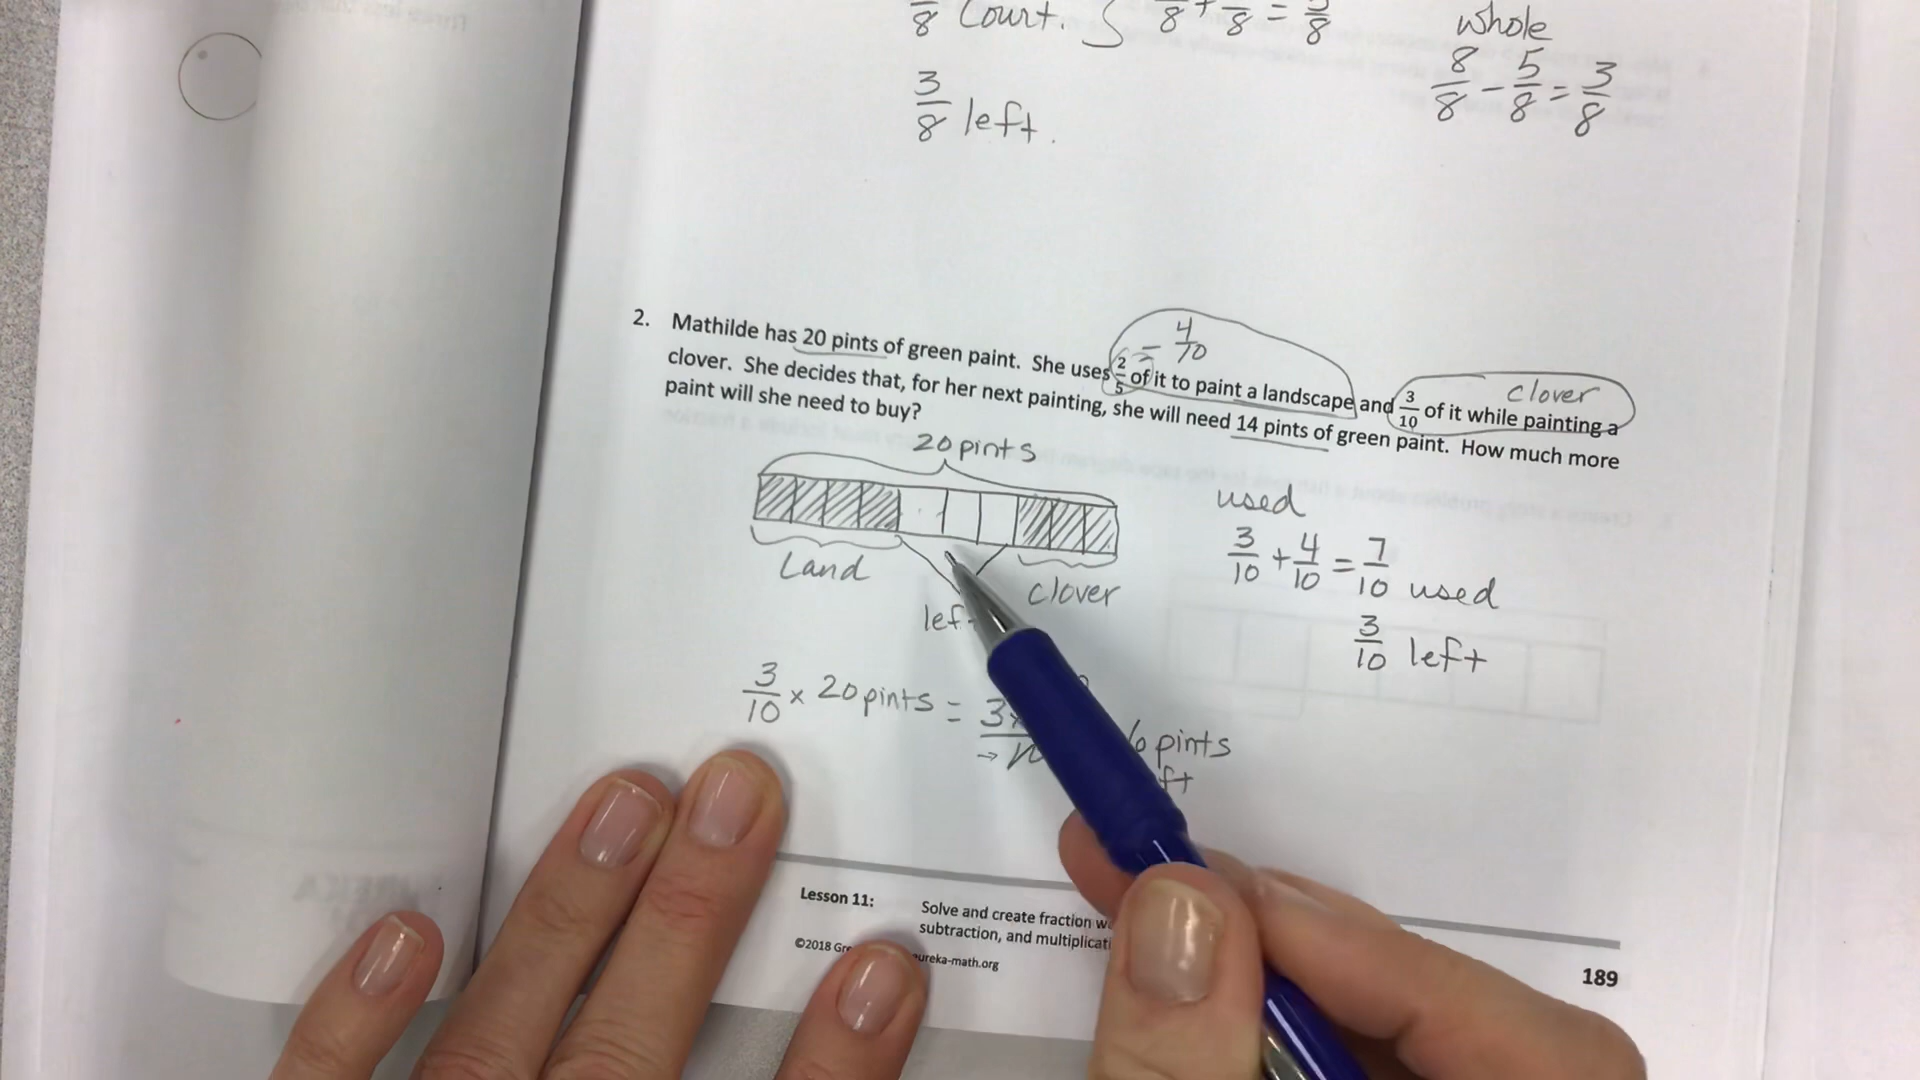 8 Court. 8 + 8 = 8
whole
8/8 - 5/8 = 3/8
3/8 left.
2. Mathilde has 20 pints of green paint. She uses 2/5 of it to paint a landscape and 3/10 of it while painting a
= 4/10
clover
clover. She decides that, for her next painting, she will need 14 pints of green paint. How much more
paint will she need to buy?
20 pints
Land
clover
used
3/10 + 4/10 = 7/10 used
3/10 left
3/10 x 20 pints = 6 pints
Lesson 11: Solve and create fraction
subtraction, and
©2018 eureka-math.org
189